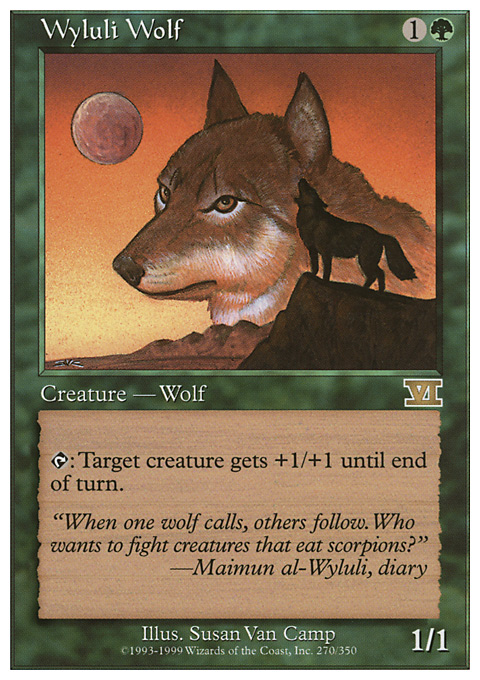 Wyluli Wolf 1
Creature — Wolf VI
: Target creature gets +1/+1 until end
of turn.
“When one wolf calls, others follow. Who
wants to fight creatures that eat scorpions?”
—Maimun al-Wyluli, diary
Illus. Susan Van Camp
1/1
©1993-1999 Wizards of the Coast, Inc. 270/350